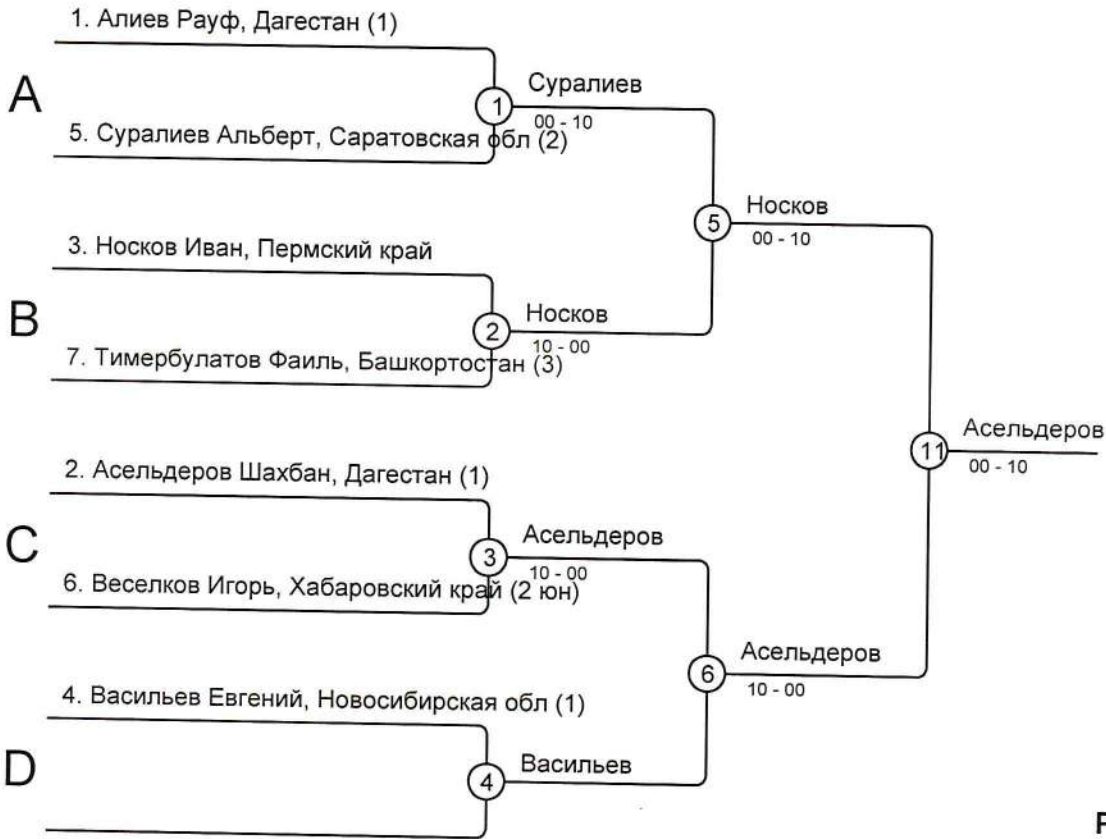 1. Алиев Рауф, Дагестан (1)
A
1
Суралиев
00 - 10
5. Суралиев Альберт, Саратовская обл (2)
5
Носков
00 - 10
3. Носков Иван, Пермский край
B
2
Носков
10 - 00
7. Тимербулатов Фаиль, Башкортостан (3)
11
Асельдеров
00 - 10
2. Асельдеров Шахбан, Дагестан (1)
C
3
Асельдеров
10 - 00
6. Веселков Игорь, Хабаровский край (2 юн)
6
Асельдеров
10 - 00
4. Васильев Евгений, Новосибирская обл (1)
D
4
Васильев